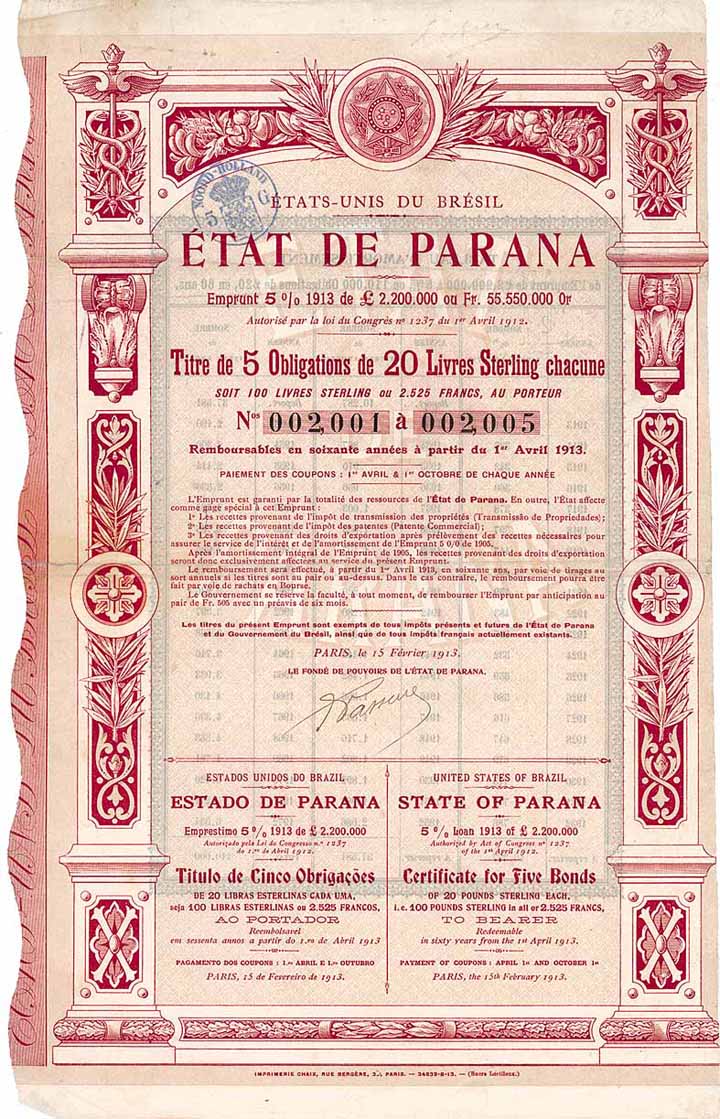 NOORD-HOLLAND
5 G
ÉTATS-UNIS DU BRÉSIL
ÉTAT DE PARANA
Emprunt 5 % 1913 de £ 2.200.000 ou Fr. 55.550.000 Or
Autorisé par la loi du Congrès nº 1237 du 1er Avril 1912.
Titre de 5 Obligations de 20 Livres Sterling chacune
SOIT 100 LIVRES STERLING ou 2.525 FRANCS, AU PORTEUR
Nos 002,001 à 002,005
Remboursables en soixante années à partir du 1er Avril 1913.
PAIEMENT DES COUPONS : 1er AVRIL & 1er OCTOBRE DE CHAQUE ANNÉE
L'Emprunt est garanti par la totalité des ressources de l'État de Parana. En outre, l'État affecte
comme gage spécial à cet Emprunt :
1º Les recettes provenant de l'impôt de transmission des propriétés (Transmissão de Propriedades) ;
2º Les recettes provenant de l'impôt des patentes (Patente Commercial) ;
3º Les recettes provenant des droits d'exportation après prélèvement des recettes nécessaires pour
assurer le service de l'intérêt et de l'amortissement de l'Emprunt 5 0/0 de 1905.
Après l'amortissement intégral de l'Emprunt de 1905, les recettes provenant des droits d'exportation
seront donc exclusivement affectées au service du présent Emprunt.
Le remboursement sera effectué, à partir du 1er Avril 1913, en soixante ans, par voie de tirages au
sort annuels si les titres sont au pair ou au-dessus. Dans le cas contraire, le remboursement pourra être
fait par voie de rachats en Bourse.
Le Gouvernement se réserve la faculté, à tout moment, de rembourser l'Emprunt par anticipation au
pair de Fr. 505 avec un préavis de six mois.
Les titres du présent Emprunt sont exempts de tous impôts présents et futurs de l'État de Parana
et du Gouvernement du Brésil, ainsi que de tous impôts français actuellement existants.
PARIS, le 15 Février 1913.
LE FONDÉ DE POUVOIRS DE L'ÉTAT DE PARANA.
ESTADOS UNIDOS DO BRAZIL
ESTADO DE PARANA
Emprestimo 5 % 1913 de £ 2.200.000
Autorizado pela Lei do Congresso n.º 1237
do 1.ro de Abril 1912.
Titulo de Cinco Obrigações
DE 20 LIBRAS ESTERLINAS CADA UMA,
seja 100 LIBRAS ESTERLINAS ou 2.525 FRANCOS,
AO PORTADOR
Reembolsavel
em sessenta annos a partir do 1.ro de Abril 1913
PAGAMENTO DOS COUPONS : 1.ro ABRIL E 1.ro OUTUBRO
PARIS, 15 de Fevereiro de 1913.
UNITED STATES OF BRAZIL
STATE OF PARANA
5 % Loan 1913 of £ 2.200.000
Authorized by Act of Congress nº 1237
of the 1st April 1912.
Certificate for Five Bonds
OF 20 POUNDS STERLING EACH,
i.e. 100 POUNDS STERLING in all or 2.525 FRANCS,
TO BEARER
Redeemable
in sixty years from the 1st April 1913.
PAYMENT OF COUPONS : APRIL 1st AND OCTOBER 1st
PARIS, the 15th February 1913.
IMPRIMERIE CHAIX, RUE BERGÈRE, PARIS. — (Encre Lorilleux.)